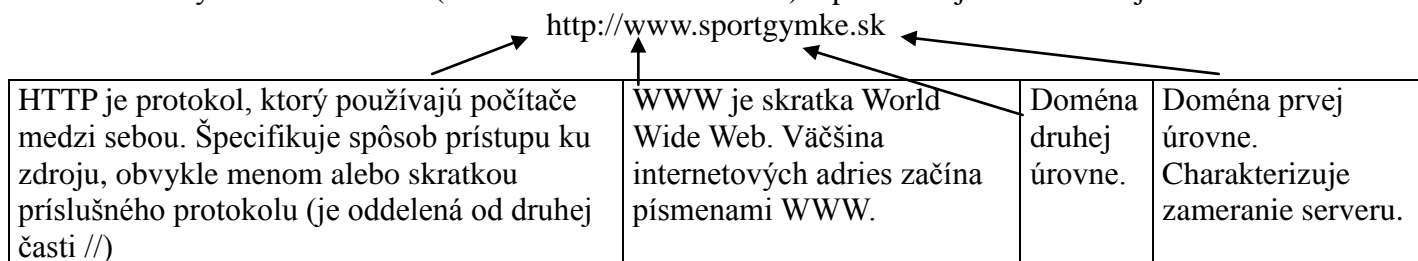 http://www.sportgymke.sk
HTTP je protokol, ktorý používajú počítače
medzi sebou. Špecifikuje spôsob prístupu ku
zdroju, obvykle menom alebo skratkou
príslušného protokolu (je oddelená od druhej
časti //)
WWW je skratka World
Wide Web. Väčšina
internetových adries začína
písmenami WWW.
Doména
druhej
úrovne.
Doména prvej
úrovne.
Charakterizuje
zameranie serveru.